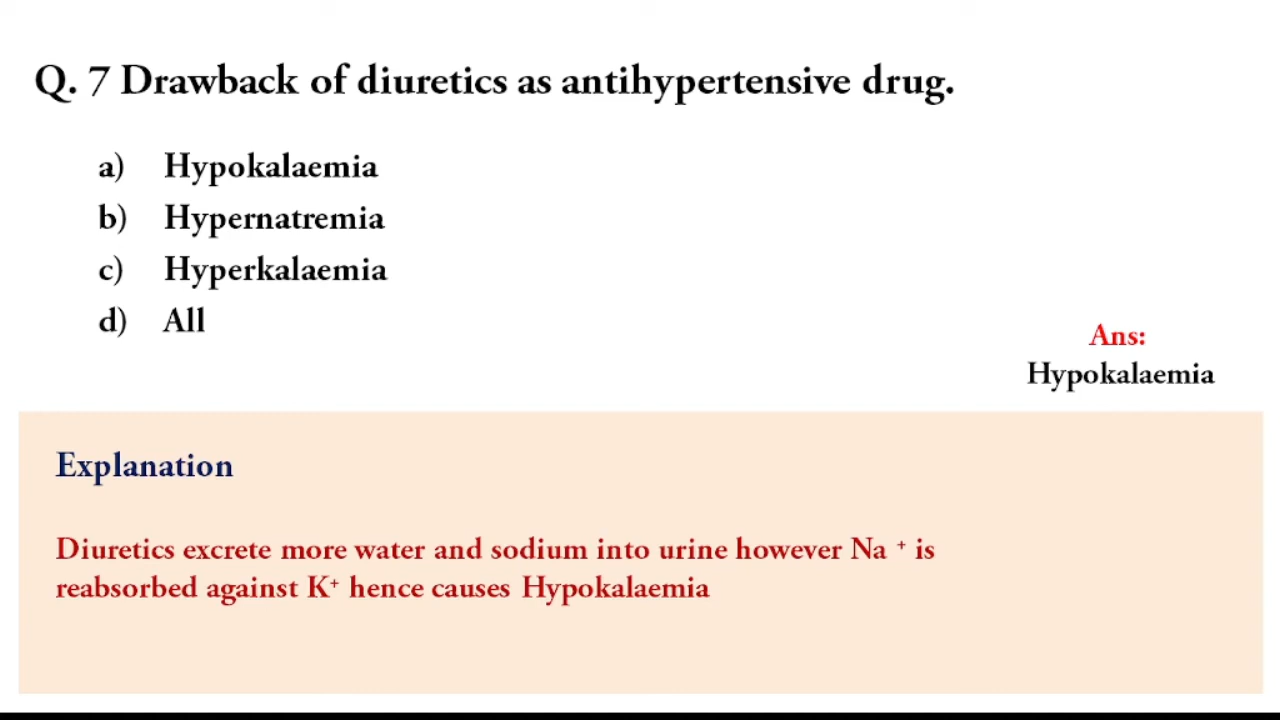 Q. 7 Drawback of diuretics as antihypertensive drug.
a) Hypokalaemia
b) Hypernatremia
c) Hyperkalaemia
d) All
Ans:
Hypokalaemia
Explanation
Diuretics excrete more water and sodium into urine however Na ⁺ is
reabsorbed against K⁺ hence causes Hypokalaemia